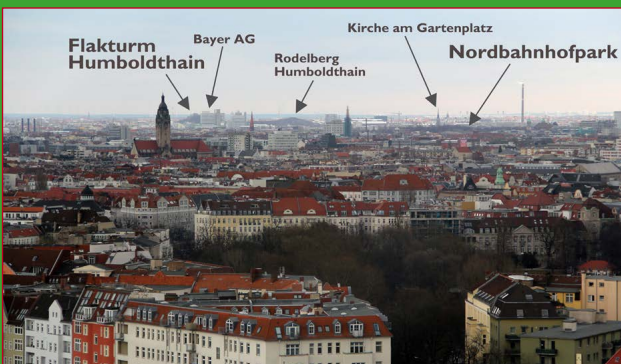 Flakturm
Humboldthain
Bayer AG
Rodelberg
Humboldthain
Kirche am Gartenplatz
Nordbahnhofpark